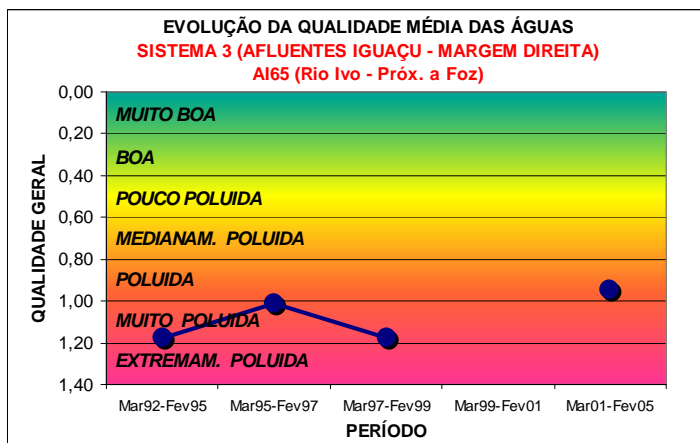 EVOLUÇÃO DA QUALIDADE MÉDIA DAS ÁGUAS
SISTEMA 3 (AFLUENTES IGUAÇU - MARGEM DIREITA)
AI65 (Rio Ivo - Próx. a Foz)
QUALIDADE GERAL
0,00
0,20
0,40
0,60
0,80
1,00
1,20
1,40
MUITO BOA
BOA
POUCO POLUIDA
MEDIANAM. POLUIDA
POLUIDA
MUITO POLUIDA
EXTREMAM. POLUIDA
Mar92-Fev95 Mar95-Fev97 Mar97-Fev99 Mar99-Fev01 Mar01-Fev05
PERÍODO